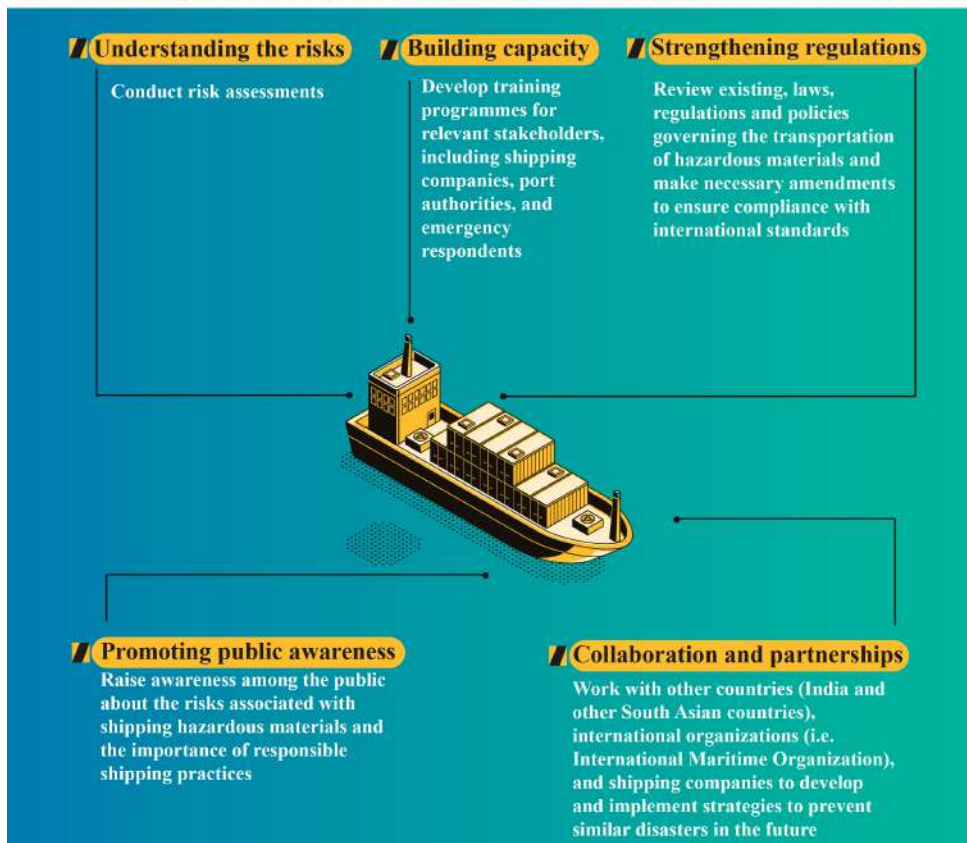 Understanding the risks
Conduct risk assessments
Building capacity
Develop training
programmes for
relevant stakeholders,
including shipping
companies, port
authorities, and
emergency
respondents
Strengthening regulations
Review existing, laws,
regulations and policies
governing the transportation
of hazardous materials and
make necessary amendments
to ensure compliance with
international standards
Promoting public awareness
Raise awareness among the public
about the risks associated with
shipping hazardous materials and
the importance of responsible
shipping practices
Collaboration and partnerships
Work with other countries (India and
other South Asian countries),
international organizations (i.e.
International Maritime Organization),
and shipping companies to develop
and implement strategies to prevent
similar disasters in the future